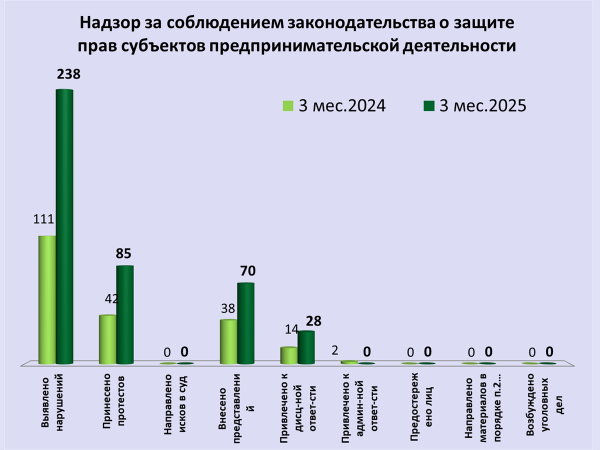 Надзор за соблюдением законодательства о защите
прав субъектов предпринимательской деятельности
3 мес.2024
3 мес.2025
111
238
42
85
0
0
38
70
14
28
2
0
0
0
0
0
0
0
Выявлено
нарушений
Принесено
протестов
Направлено
исков в суд
Внесено
представлени
й
Привлечено к
дисц-ной
ответ-сти
Привлечено к
админ-ной
ответ-сти
Предостереж
ено лиц
Направлено
материалов в
порядке п.2...
Возбуждено
уголовных
дел